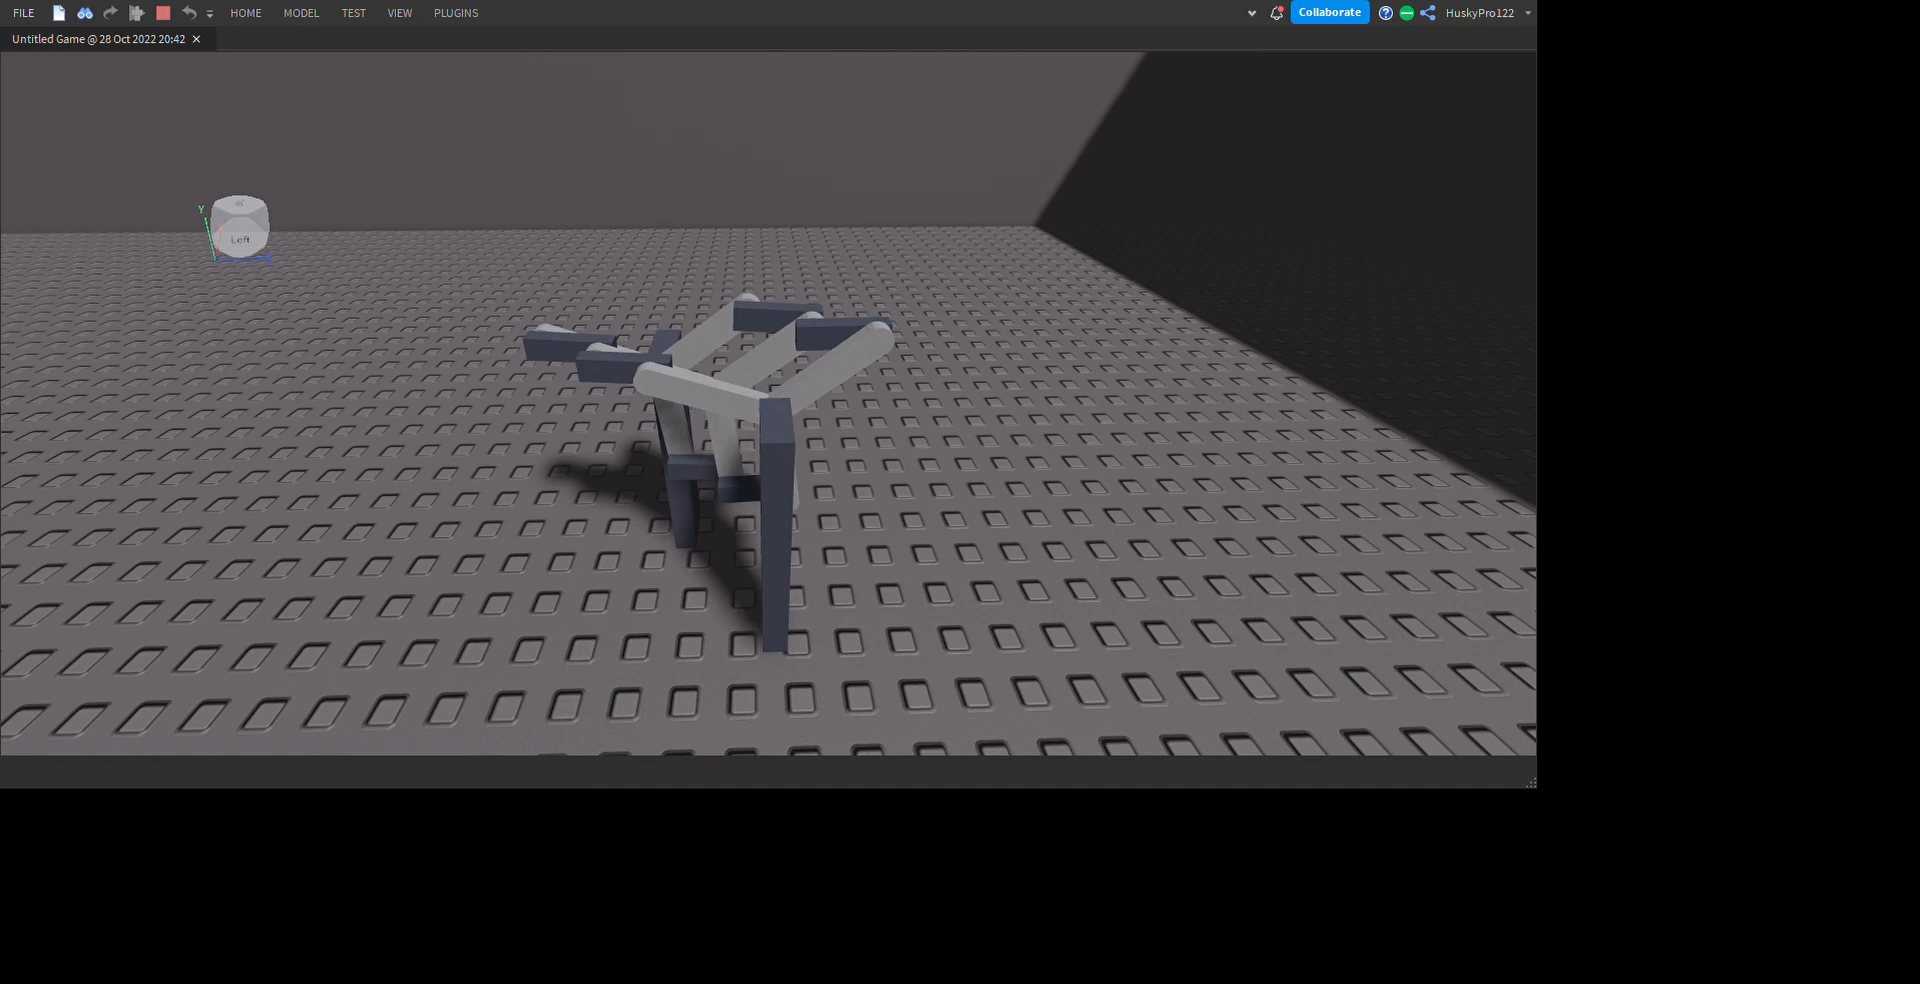 FILE HOME MODEL TEST VIEW PLUGINS Collaborate HuskyPro122
Untitled Game @ 28 Oct 2022 20:42
Y
Left